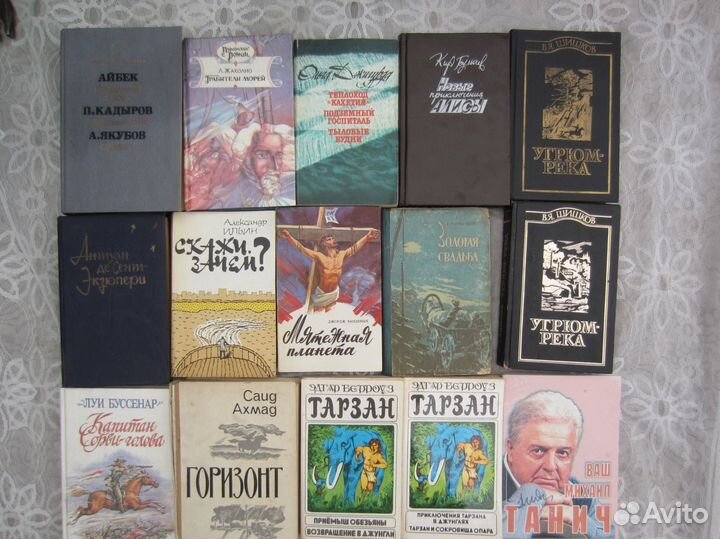 АЙБЕК
П.КАДЫРОВ
А.ЯКУБОВ
Л. ЖАКОЛИО
ГРАБИТЕЛИ МОРЕЙ
ТЕПЛОХОД
«КАХЕТИЯ»
ПОДЗЕМНЫЙ
ГОСПИТАЛЬ
ТЫЛОВЫЕ
БУДНИ
Кир Булычев
Новые
приключения
АЛИСЫ
В.Я. ШИШКОВ
УГРЮМ-
РЕКА
Антуан
де Сент-
Экзюпери
Александр
ИЛЬИН
СКАЖИ,
ЗАЧЕМ?
Мятежная
планета
Золотая
свадьба
В.Я. ШИШКОВ
УГРЮМ-
РЕКА
ЛУИ БУССЕНАР
Капитан
Сорви-голова
Саид
Ахмад
ГОРИЗОНТ
ЭДГАР БЕРРОУЗ
ТАРЗАН
ПРИЁМЫШ ОБЕЗЬЯНЫ
ВОЗВРАЩЕНИЕ В ДЖУНГЛИ
ЭДГАР БЕРРОУЗ
ТАРЗАН
ПРИКЛЮЧЕНИЯ ТАРЗАНА
В ДЖУНГЛЯХ
ТАРЗАН И СОКРОВИЩА ОПАРА
ВАШ
МИХАИЛ
ТАНИЧ
Avito